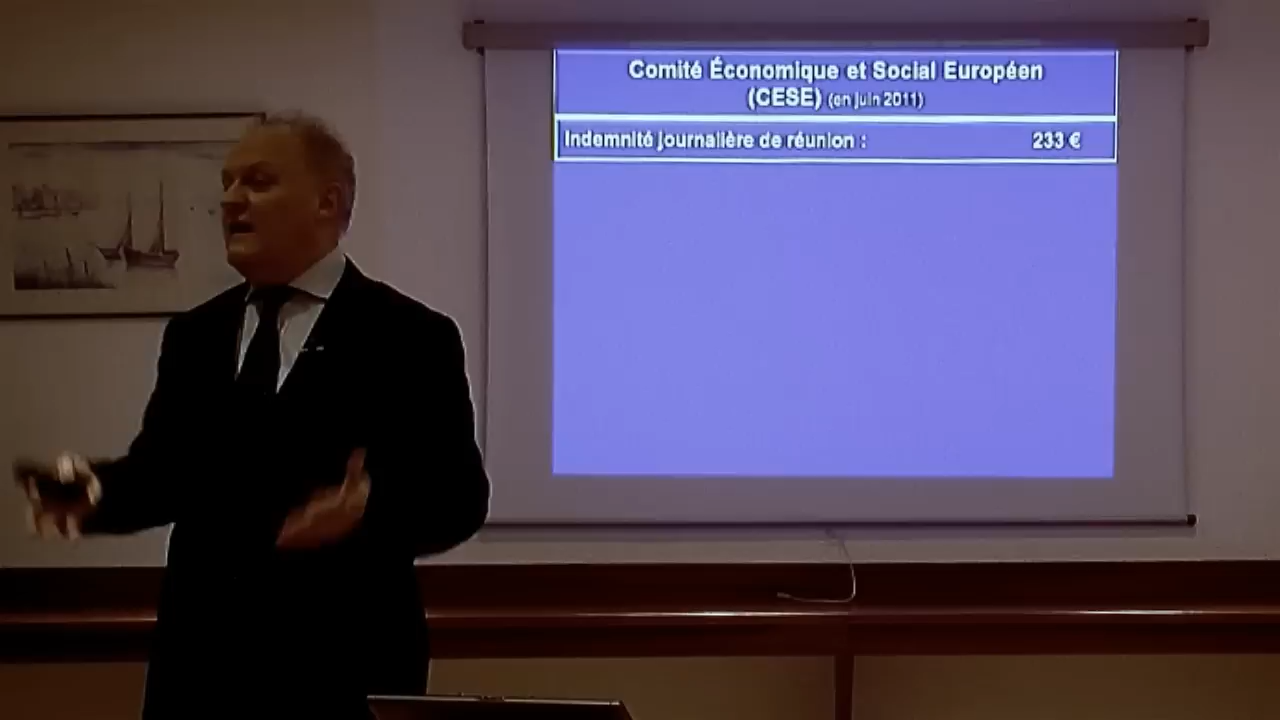 Comité Économique et Social Européen
(CESE) (en juin 2011)
Indemnité journalière de réunion : 233 €